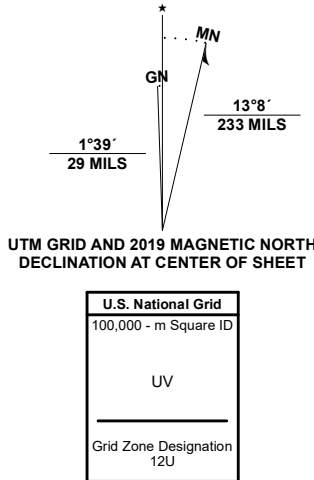 ★
MN
GN
13°8´
233 MILS
1°39´
29 MILS
UTM GRID AND 2019 MAGNETIC NORTH
DECLINATION AT CENTER OF SHEET
U.S. National Grid
100,000 - m Square ID
UV
Grid Zone Designation
12U